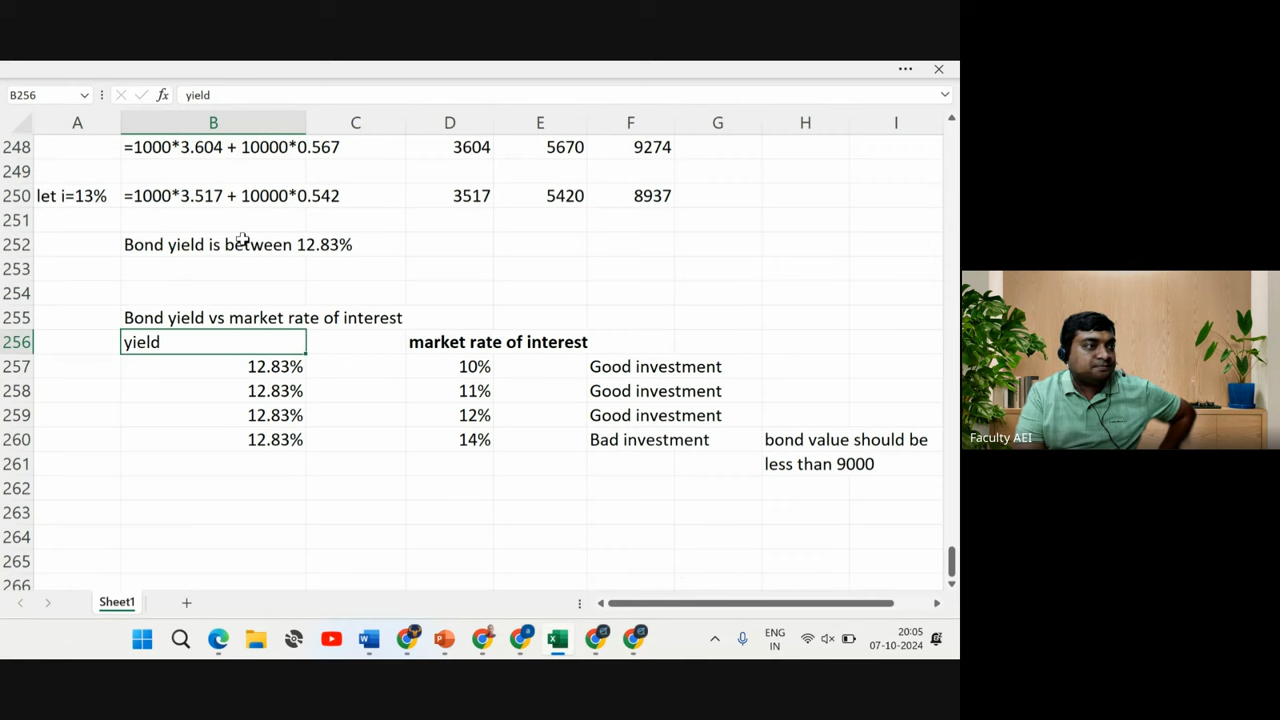 B256
fx
yield
A B C D E F G H I
248 =1000*3.604 + 10000*0.567 3604 5670 9274
249
250 let i=13% =1000*3.517 + 10000*0.542 3517 5420 8937
251
252 Bond yield is between 12.83%
253
254
255 Bond yield vs market rate of interest
256 yield market rate of interest
257 12.83% 10% Good investment
258 12.83% 11% Good investment
259 12.83% 12% Good investment
260 12.83% 14% Bad investment bond value should be
261 less than 9000
262
263
264
265
266
Sheet1
ENG
IN
20:05
07-10-2024
Faculty AEI